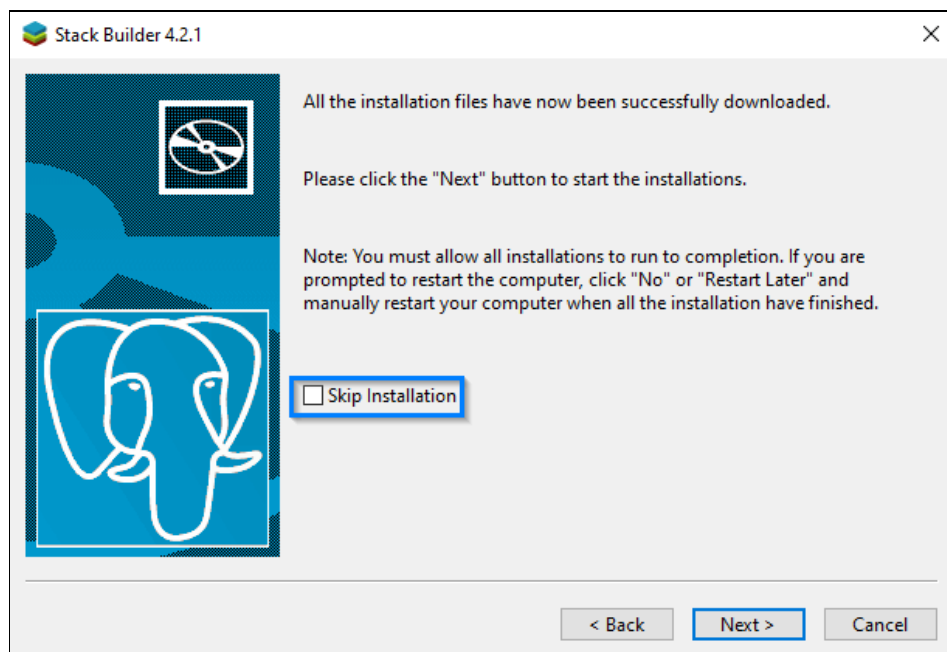 Stack Builder 4.2.1
All the installation files have now been successfully downloaded.
Please click the "Next" button to start the installations.
Note: You must allow all installations to run to completion. If you are
prompted to restart the computer, click "No" or "Restart Later" and
manually restart your computer when all the installation have finished.
Skip Installation
< Back
Next >
Cancel